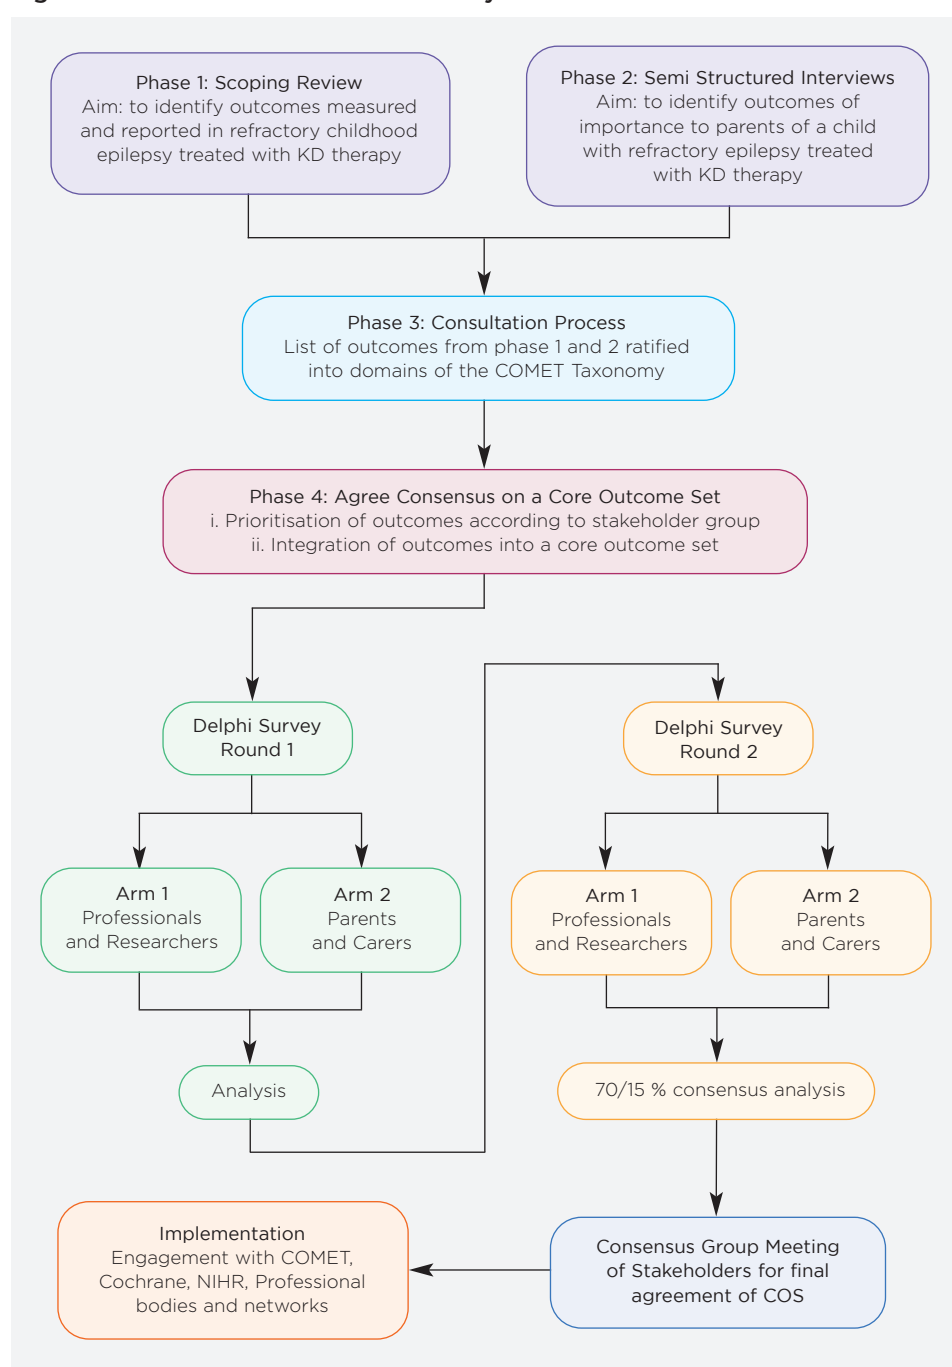 Phase 1: Scoping Review
Aim: to identify outcomes measured
and reported in refractory childhood
epilepsy treated with KD therapy
Phase 2: Semi Structured Interviews
Aim: to identify outcomes of
importance to parents of a child
with refractory epilepsy treated
with KD therapy
Phase 3: Consultation Process
List of outcomes from phase 1 and 2 ratified
into domains of the COMET Taxonomy
Phase 4: Agree Consensus on a Core Outcome Set
i. Prioritisation of outcomes according to stakeholder group
ii. Integration of outcomes into a core outcome set
Delphi Survey
Round 1
Delphi Survey
Round 2
Arm 1
Professionals
and Researchers
Arm 2
Parents
and Carers
Arm 1
Professionals
and Researchers
Arm 2
Parents
and Carers
Analysis
70/15 % consensus analysis
Implementation
Engagement with COMET,
Cochrane, NIHR, Professional
bodies and networks
Consensus Group Meeting
of Stakeholders for final
agreement of COS